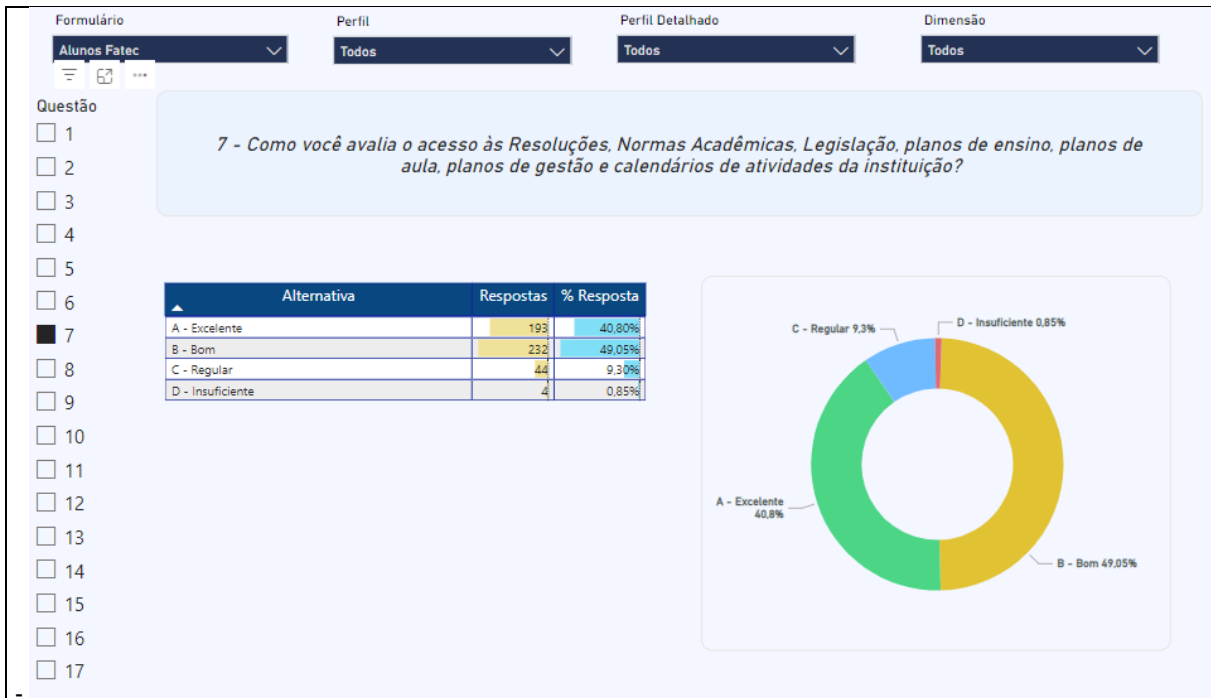 Formulário Perfil Perfil Detalhado Dimensão
Alunos Fatec Todos Todos Todos
Questão
1
2
3
4
5
6
7
8
9
10
11
12
13
14
15
16
17
7 - Como você avalia o acesso às Resoluções, Normas Acadêmicas, Legislação, planos de ensino, planos de
aula, planos de gestão e calendários de atividades da instituição?
Alternativa Respostas % Resposta
A - Excelente 193 40,80%
B - Bom 232 49,05%
C - Regular 44 9,30%
D - Insuficiente 4 0,85%
C - Regular 9,3%
D - Insuficiente 0,85%
A - Excelente
40,8%
B - Bom 49,05%
-